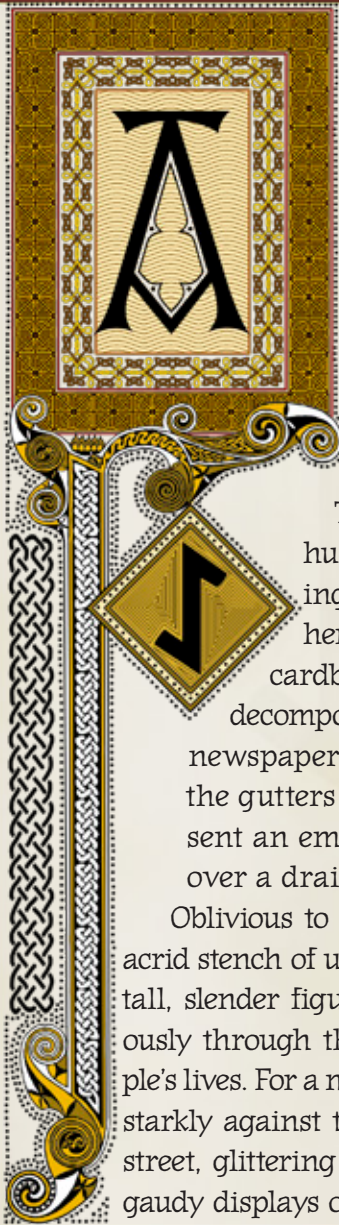 A
T
hu
ing
her
cardb
decompo
newspaper
the gutters
sent an em
over a drai
Oblivious to
acrid stench of u
tall, slender figu
ously through th
ple's lives. For a n
starkly against t
street, glittering
gaudy displays o